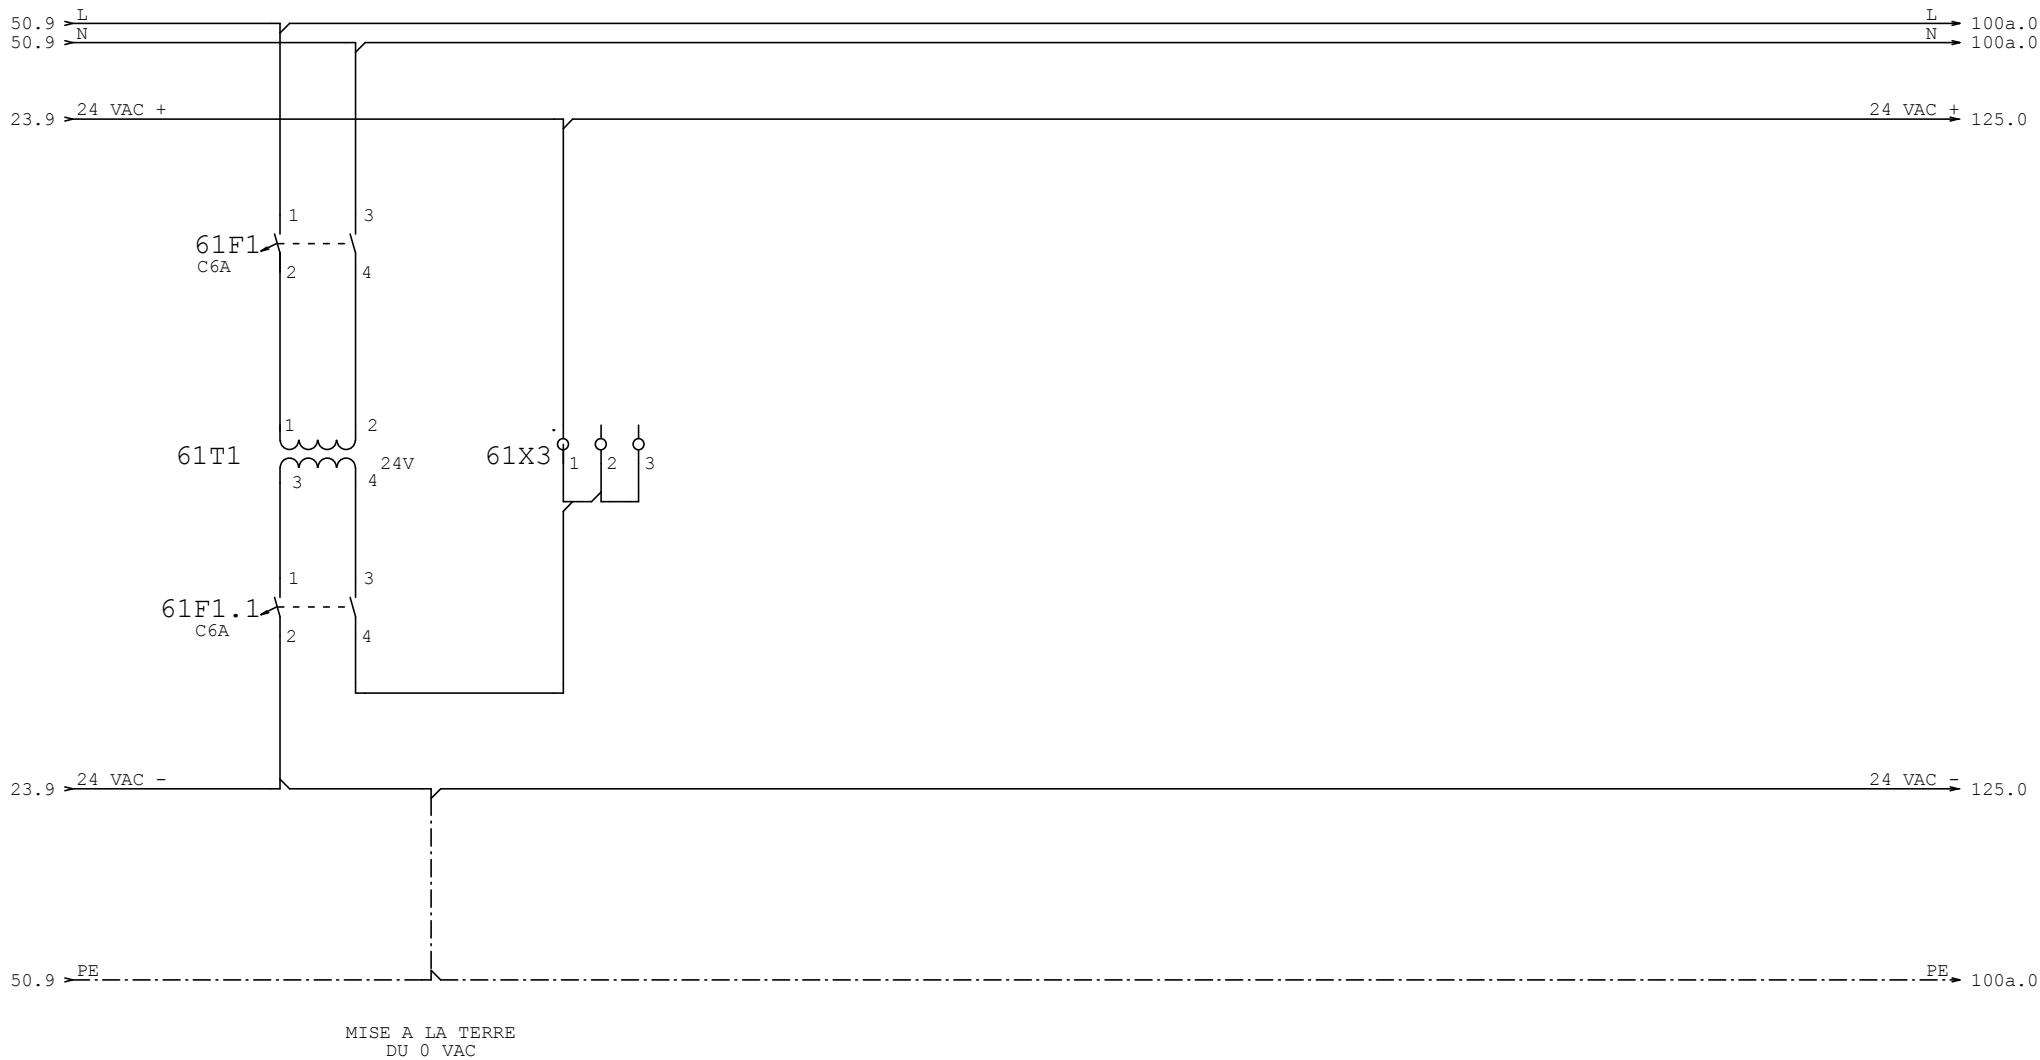 L
50.9
L
100a.0
N
50.9
N
100a.0
24 VAC +
23.9
24 VAC +
125.0
1
3
61F1
C6A
2
4
1
2
61T1
24V
3
4
61X3
.
1
2
3
1
3
61F1.1
C6A
2
4
24 VAC -
23.9
24 VAC -
125.0
PE
50.9
PE
100a.0
MISE A LA TERRE
DU 0 VAC